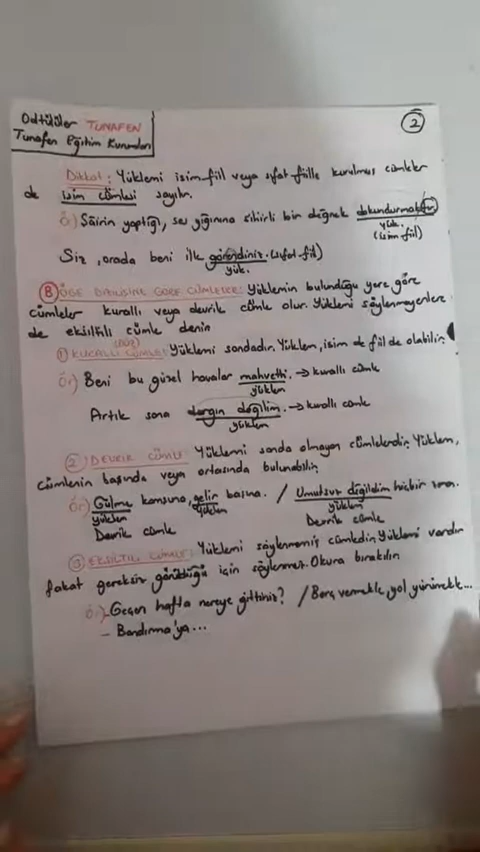 Odtülüler TUNAFEN
Tunafen Eğitim Kurumları
2
Dikkat: Yüklemi isim-fiil veya sıfat-fiille kurulmuş cümleler
de isim cümlesi sayılır.
Ör) Şairin yaptığı, ses yığınına sihirli bir değnek dokundurmaktır
yük.
(isim fiil)
Siz, orada beni ilk görendiniz. (sıfat-fiil)
yük.
B ÖGE DİZİLİŞİNE GÖRE CÜMLELER: Yüklemin bulunduğu yere göre
cümleler kurallı veya devrik cümle olur. Yüklemi söylenmeyenlere
de eksiltili cümle denir
(DÜZ)
1) KURALLI CÜMLE: Yüklemi sondadır. Yüklem, isim de fiil de olabilir.
Ör) Beni bu güzel havalar mahvetti. → kurallı cümle
yüklem
Artık sana dargın değilim. → kurallı cümle
yüklem
2) DEVRİK CÜMLE: Yüklemi sonda olmayan cümlelerdir. Yüklem,
cümlenin başında veya ortasında bulunabilir.
Ör) Gülme komşuna, gelir başına. / Umutsuz değildim hiçbir zaman.
yüklem yüklem yüklem
Devrik cümle Devrik cümle
3) EKSİLTİLİ CÜMLE: Yüklemi söylenmemiş cümledir. Yüklemi vardır
fakat gereksiz görüldüğü için söylenmez. Okura bırakılır
Ör) - Geçen hafta nereye gittiniz? / Borç vermekle, yol yürümekle...
- Bandırma'ya...